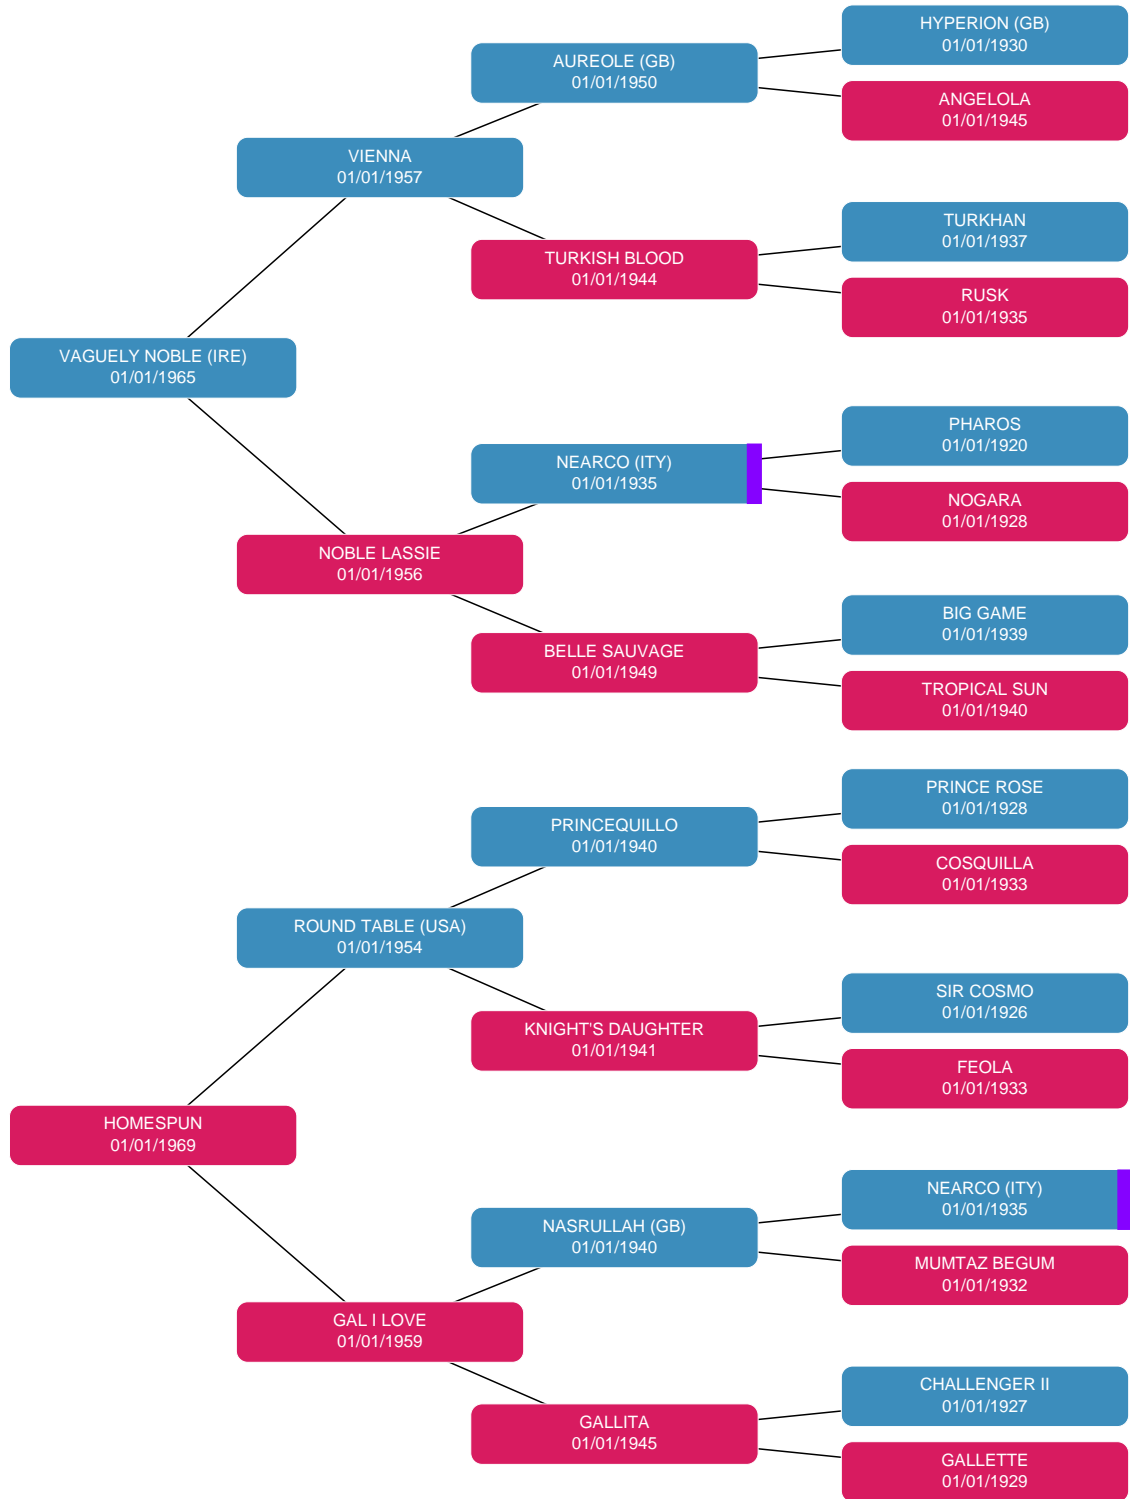 HYPERION (GB)
01/01/1930
AUREOLE (GB)
01/01/1950
ANGELOLA
01/01/1945
VIENNA
01/01/1957
TURKHAN
01/01/1937
TURKISH BLOOD
01/01/1944
RUSK
01/01/1935
VAGUELY NOBLE (IRE)
01/01/1965
PHAROS
01/01/1920
NEARCO (ITY)
01/01/1935
NOGARA
01/01/1928
NOBLE LASSIE
01/01/1956
BIG GAME
01/01/1939
BELLE SAUVAGE
01/01/1949
TROPICAL SUN
01/01/1940
PRINCE ROSE
01/01/1928
PRINCEQUILLO
01/01/1940
COSQUILLA
01/01/1933
ROUND TABLE (USA)
01/01/1954
SIR COSMO
01/01/1926
KNIGHT'S DAUGHTER
01/01/1941
FEOLA
01/01/1933
HOMESPUN
01/01/1969
NEARCO (ITY)
01/01/1935
NASRULLAH (GB)
01/01/1940
MUMTAZ BEGUM
01/01/1932
GAL I LOVE
01/01/1959
CHALLENGER II
01/01/1927
GALLITA
01/01/1945
GALLETTE
01/01/1929